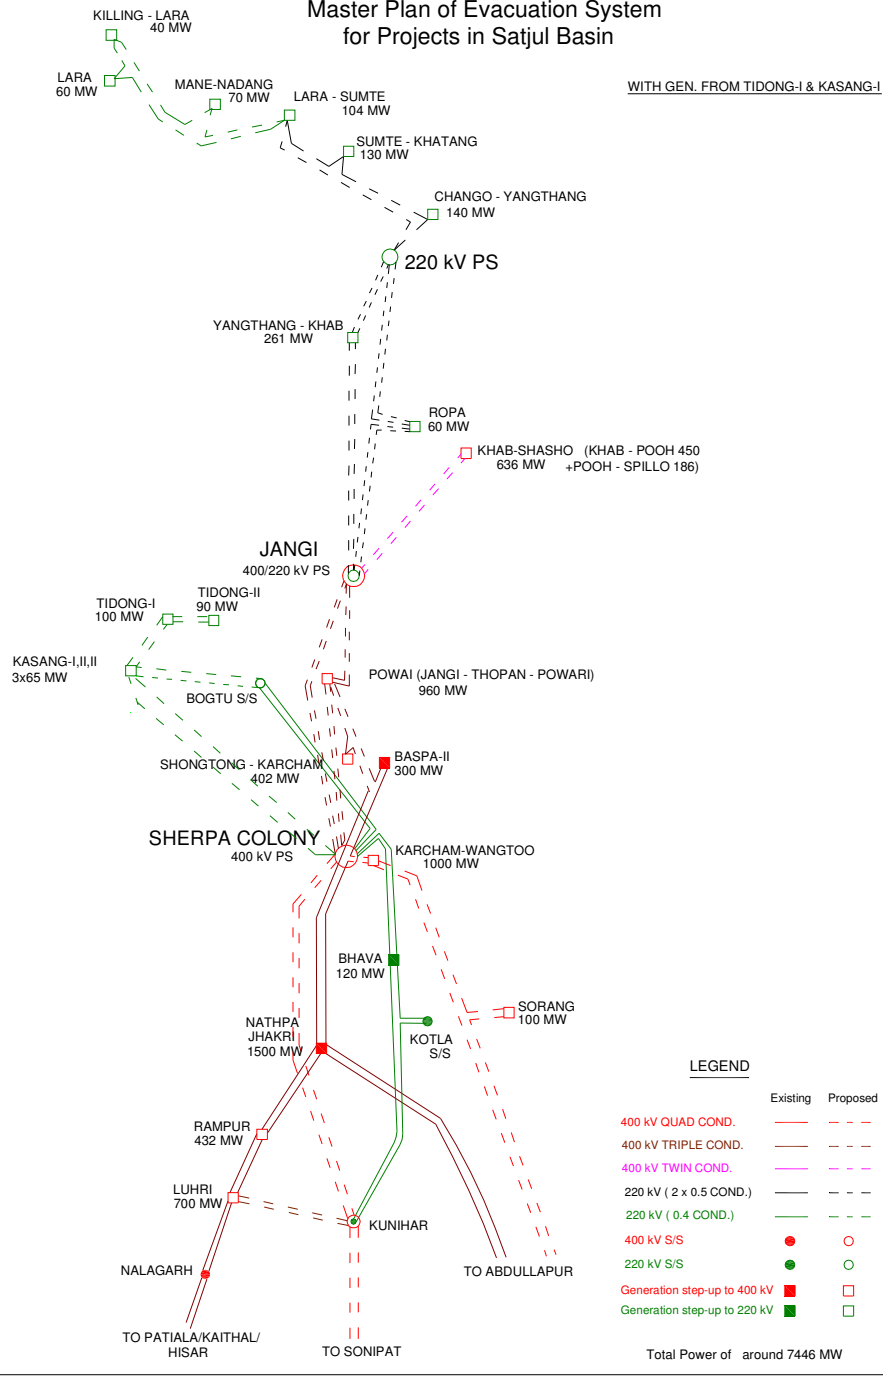 Master Plan of Evacuation System
for Projects in Satjul Basin
WITH GEN. FROM TIDONG-I & KASANG-I
KILLING - LARA
40 MW
LARA
60 MW
MANE-NADANG
70 MW
LARA - SUMTE
104 MW
SUMTE - KHATANG
130 MW
CHANGO - YANGTHANG
140 MW
220 kV PS
YANGTHANG - KHAB
261 MW
ROPA
60 MW
KHAB-SHASHO (KHAB - POOH 450
636 MW +POOH - SPILLO 186)
JANGI
400/220 kV PS
TIDONG-I
100 MW
TIDONG-II
90 MW
KASANG-I,II,II
3x65 MW
BOGTU S/S
POWAI (JANGI - THOPAN - POWARI)
960 MW
SHONGTONG - KARCHAM
402 MW
BASPA-II
300 MW
SHERPA COLONY
400 kV PS
KARCHAM-WANGTOO
1000 MW
BHAVA
120 MW
SORANG
100 MW
NATHPA
JHAKRI
1500 MW
KOTLA
S/S
RAMPUR
432 MW
LUHRI
700 MW
KUNIHAR
NALAGARH
TO ABDULLAPUR
TO PATIALA/KAITHAL/
HISAR
TO SONIPAT
LEGEND
Existing Proposed
400 kV QUAD COND.
400 kV TRIPLE COND.
400 kV TWIN COND.
220 kV ( 2 x 0.5 COND.)
220 kV ( 0.4 COND.)
400 kV S/S
220 kV S/S
Generation step-up to 400 kV
Generation step-up to 220 kV
Total Power of around 7446 MW